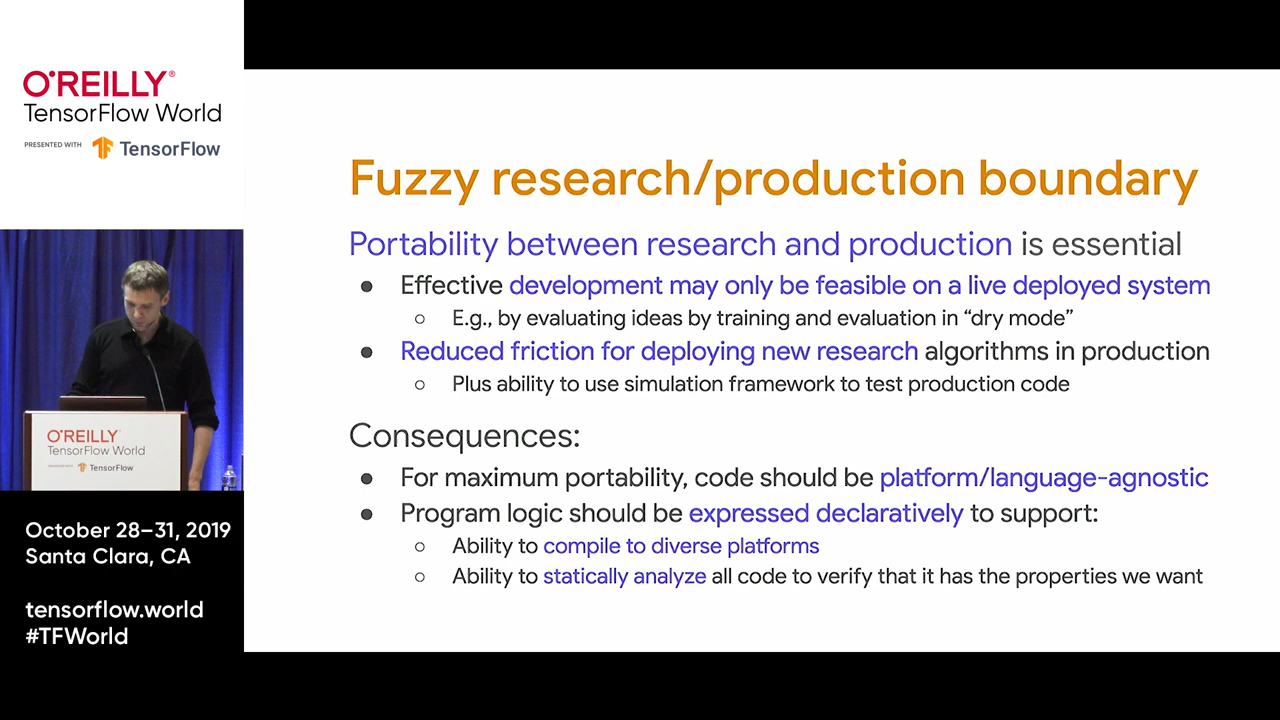 O'REILLY®
TensorFlow World
PRESENTED WITH TensorFlow
Fuzzy research/production boundary
Portability between research and production is essential
● Effective development may only be feasible on a live deployed system
○ E.g., by evaluating ideas by training and evaluation in “dry mode”
● Reduced friction for deploying new research algorithms in production
○ Plus ability to use simulation framework to test production code
Consequences:
● For maximum portability, code should be platform/language-agnostic
● Program logic should be expressed declaratively to support:
○ Ability to compile to diverse platforms
○ Ability to statically analyze all code to verify that it has the properties we want
O'REILLY
TensorFlow World
TensorFlow
October 28–31, 2019
Santa Clara, CA
tensorflow.world
#TFWorld